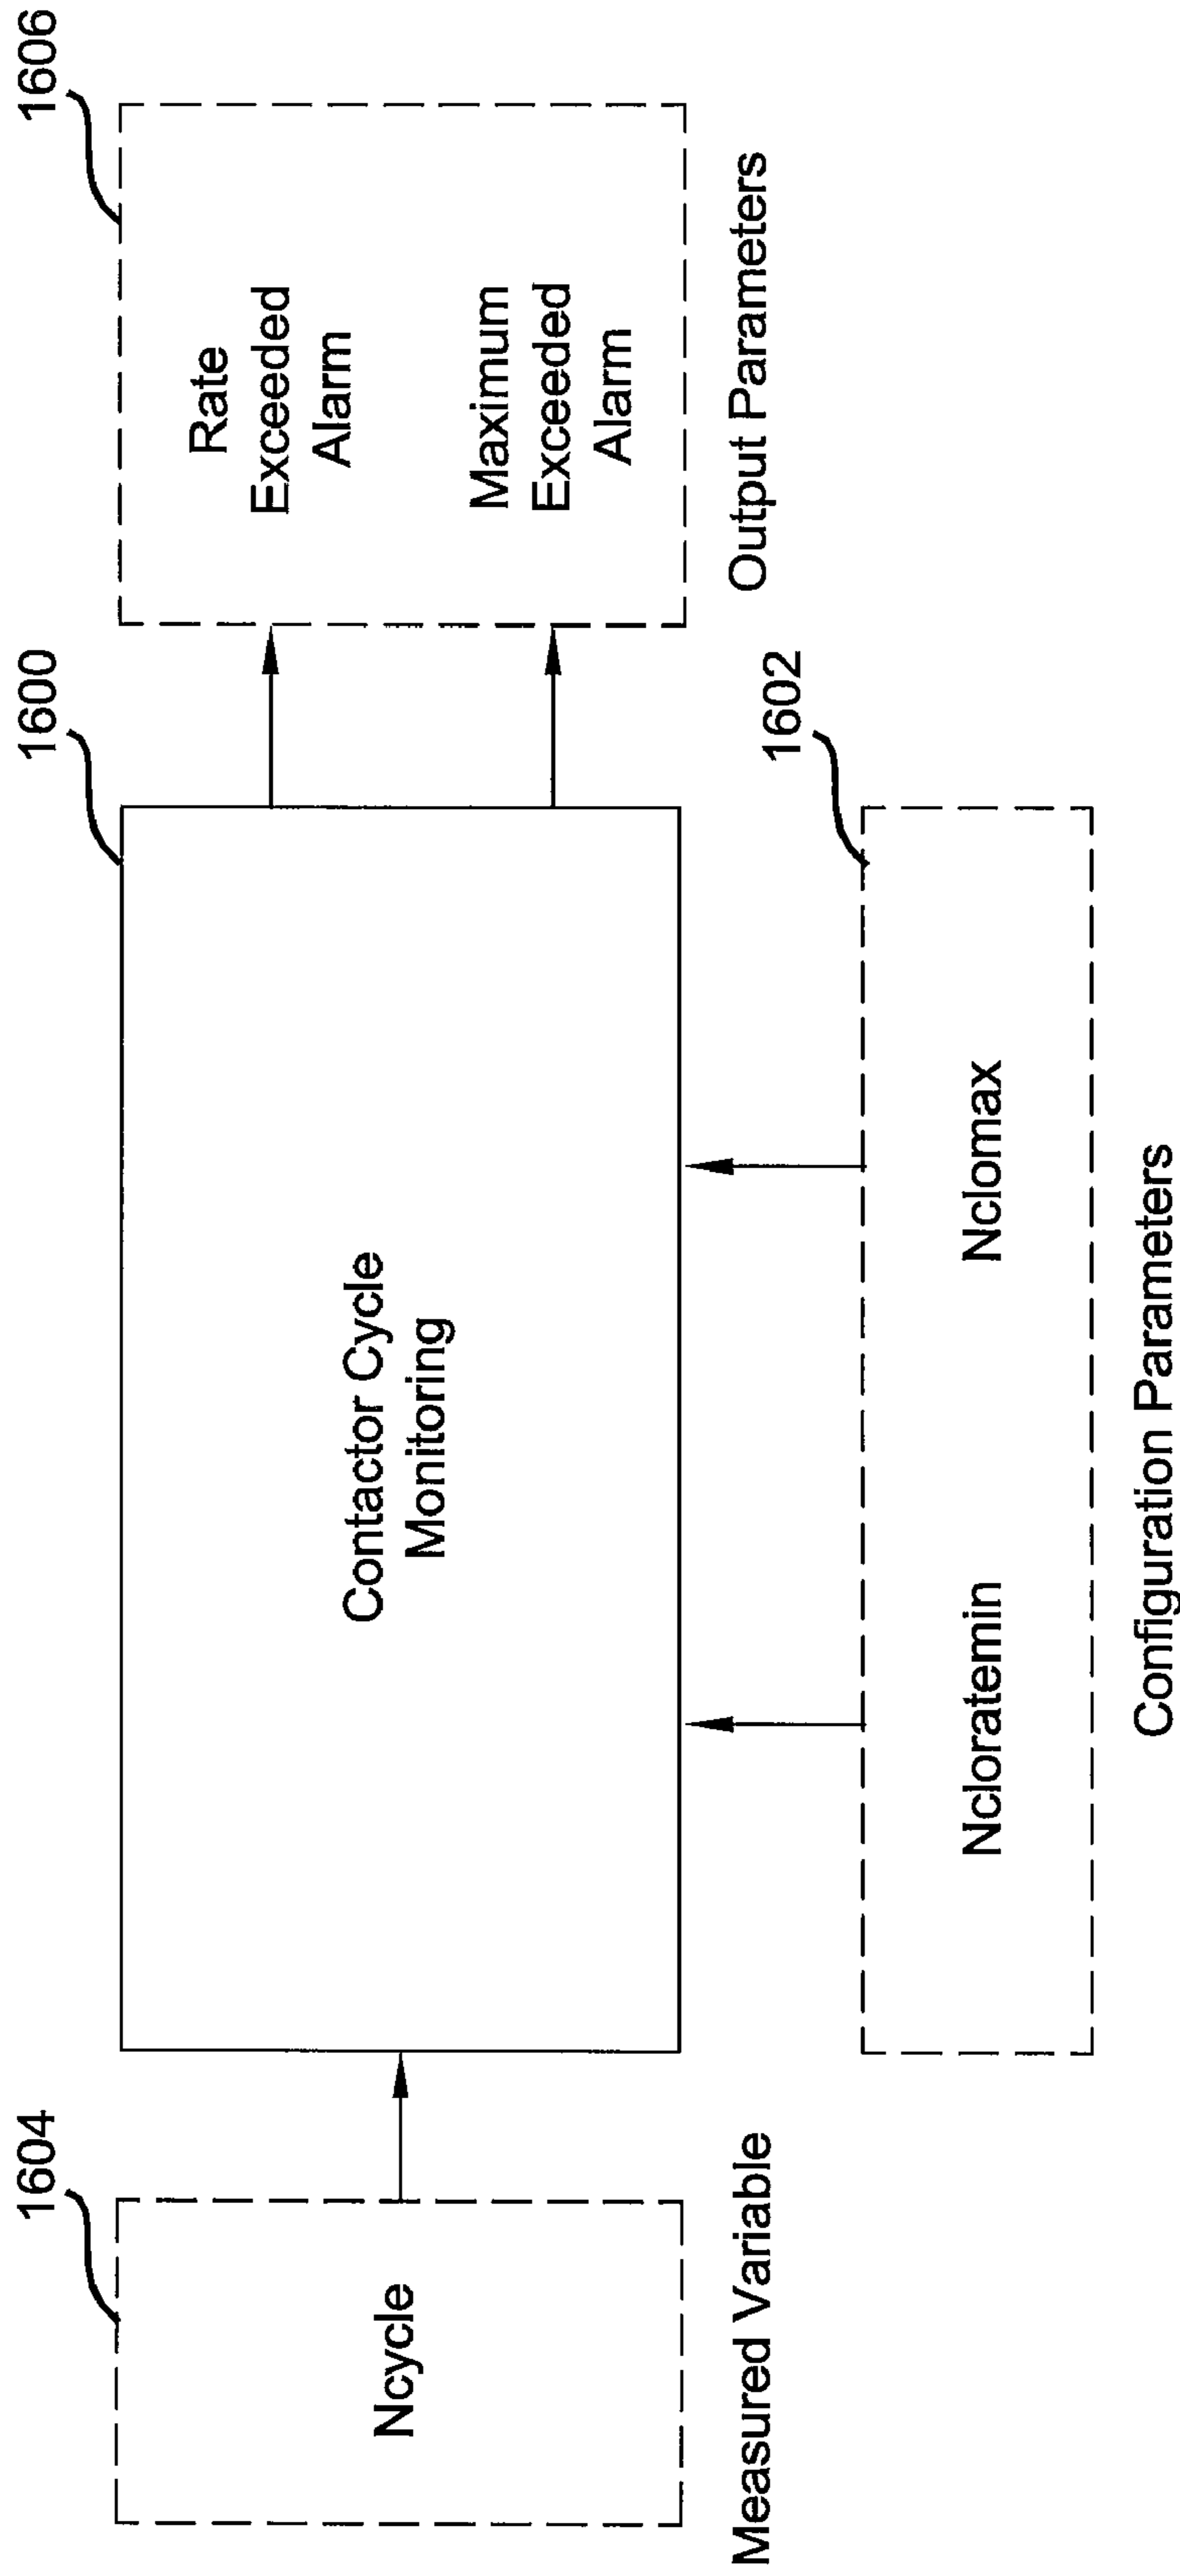 1604
Ncycle
Measured Variable
1600
Contactor Cycle
Monitoring
1606
Rate
Exceeded
Alarm
Maximum
Exceeded
Alarm
Output Parameters
1602
Ncloratemin
Nclomax
Configuration Parameters